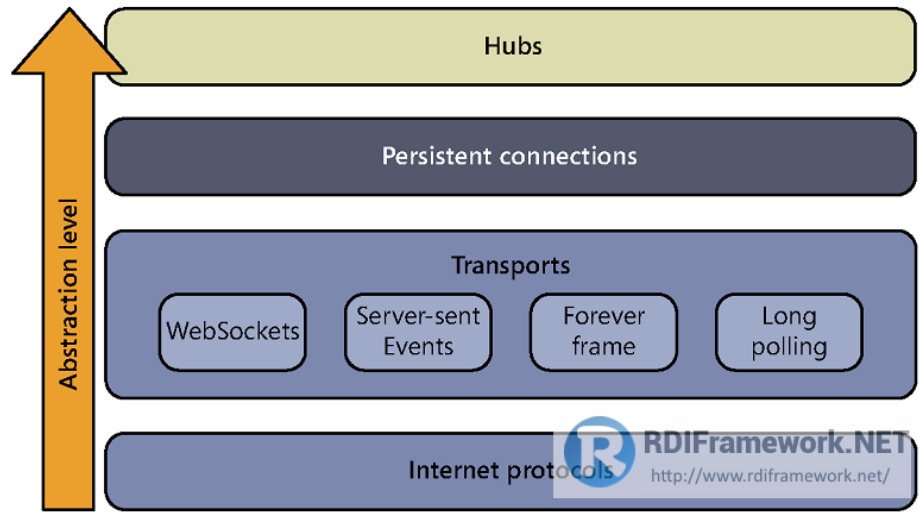 Hubs
Persistent connections
Abstraction level
Transports
WebSockets
Server-sent
Events
Forever
frame
Long
polling
Internet protocols
RDIFramework.NET
http://www.rdiframework.net/